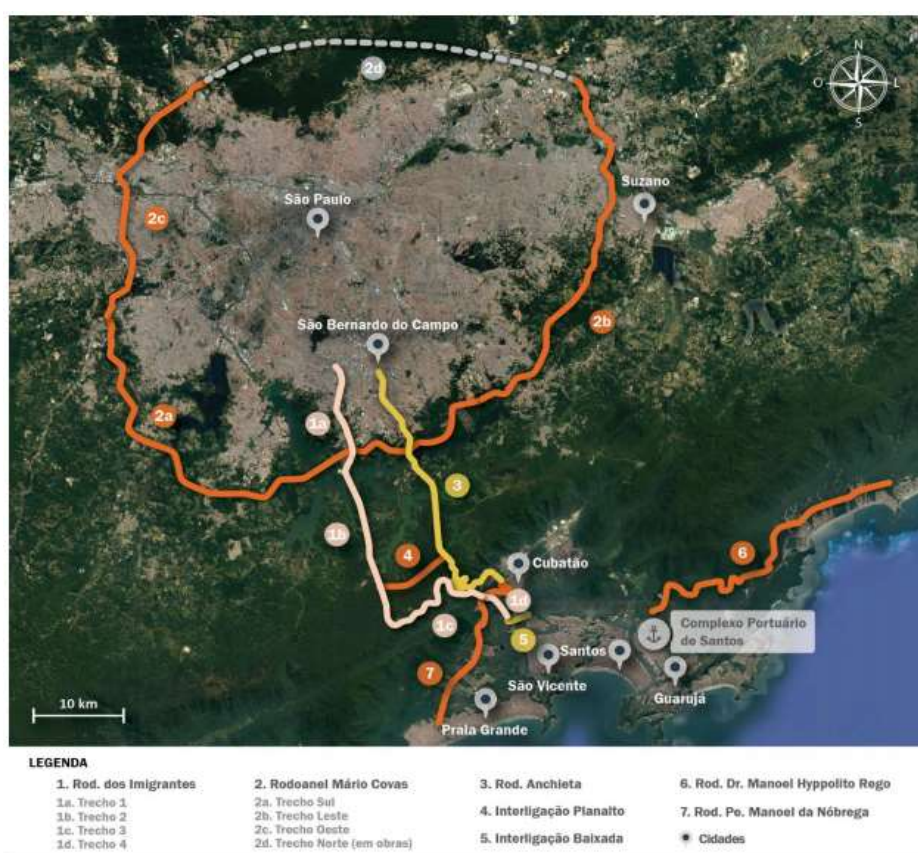 N
O
L
S
2d
São Paulo
Suzano
2c
São Bernardo do Campo
2b
2a
1a
3
1b
4
Cubatão
6
1d
1c
Complexo Portuário
de Santos
5
Santos
São Vicente
7
Guarujá
10 km
Praia Grande
LEGENDA
1. Rod. dos Imigrantes
1a. Trecho 1
1b. Trecho 2
1c. Trecho 3
1d. Trecho 4
2. Rodoanel Mário Covas
2a. Trecho Sul
2b. Trecho Leste
2c. Trecho Oeste
2d. Trecho Norte (em obras)
3. Rod. Anchieta
4. Interligação Planalto
5. Interligação Baixada
6. Rod. Dr. Manoel Hyppolito Rego
7. Rod. Pe. Manoel da Nóbrega
Cidades